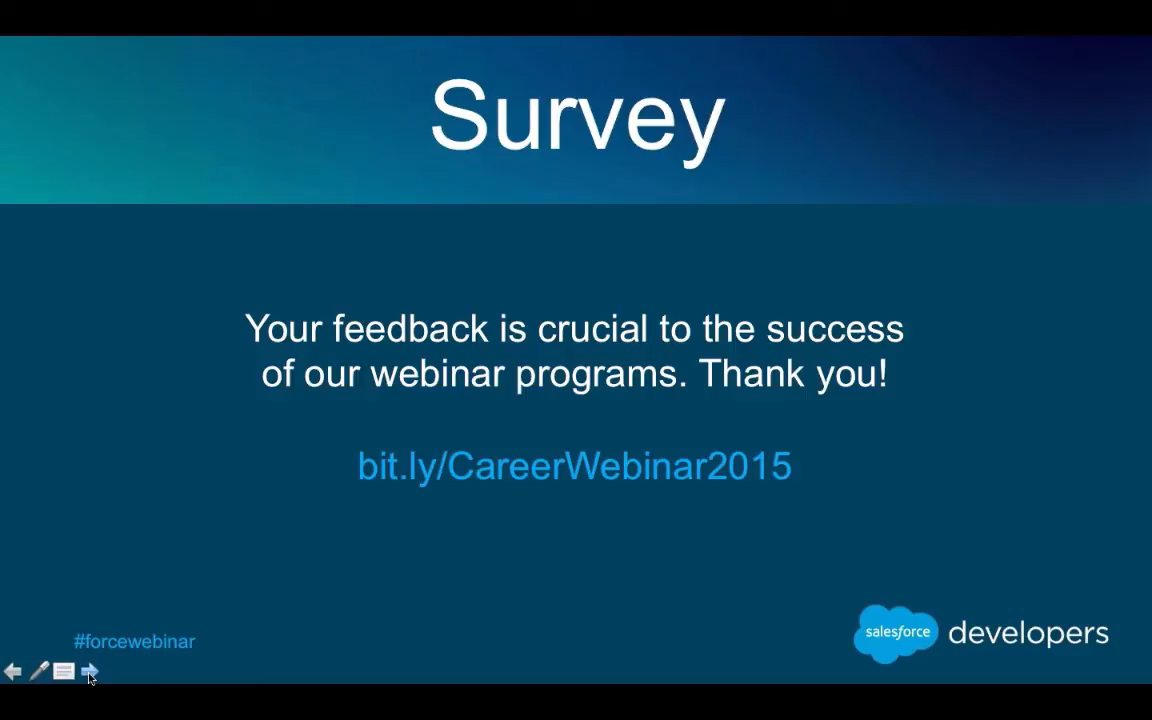 Survey
Your feedback is crucial to the success
of our webinar programs. Thank you!
bit.ly/CareerWebinar2015
#forcewebinar
salesforce developers